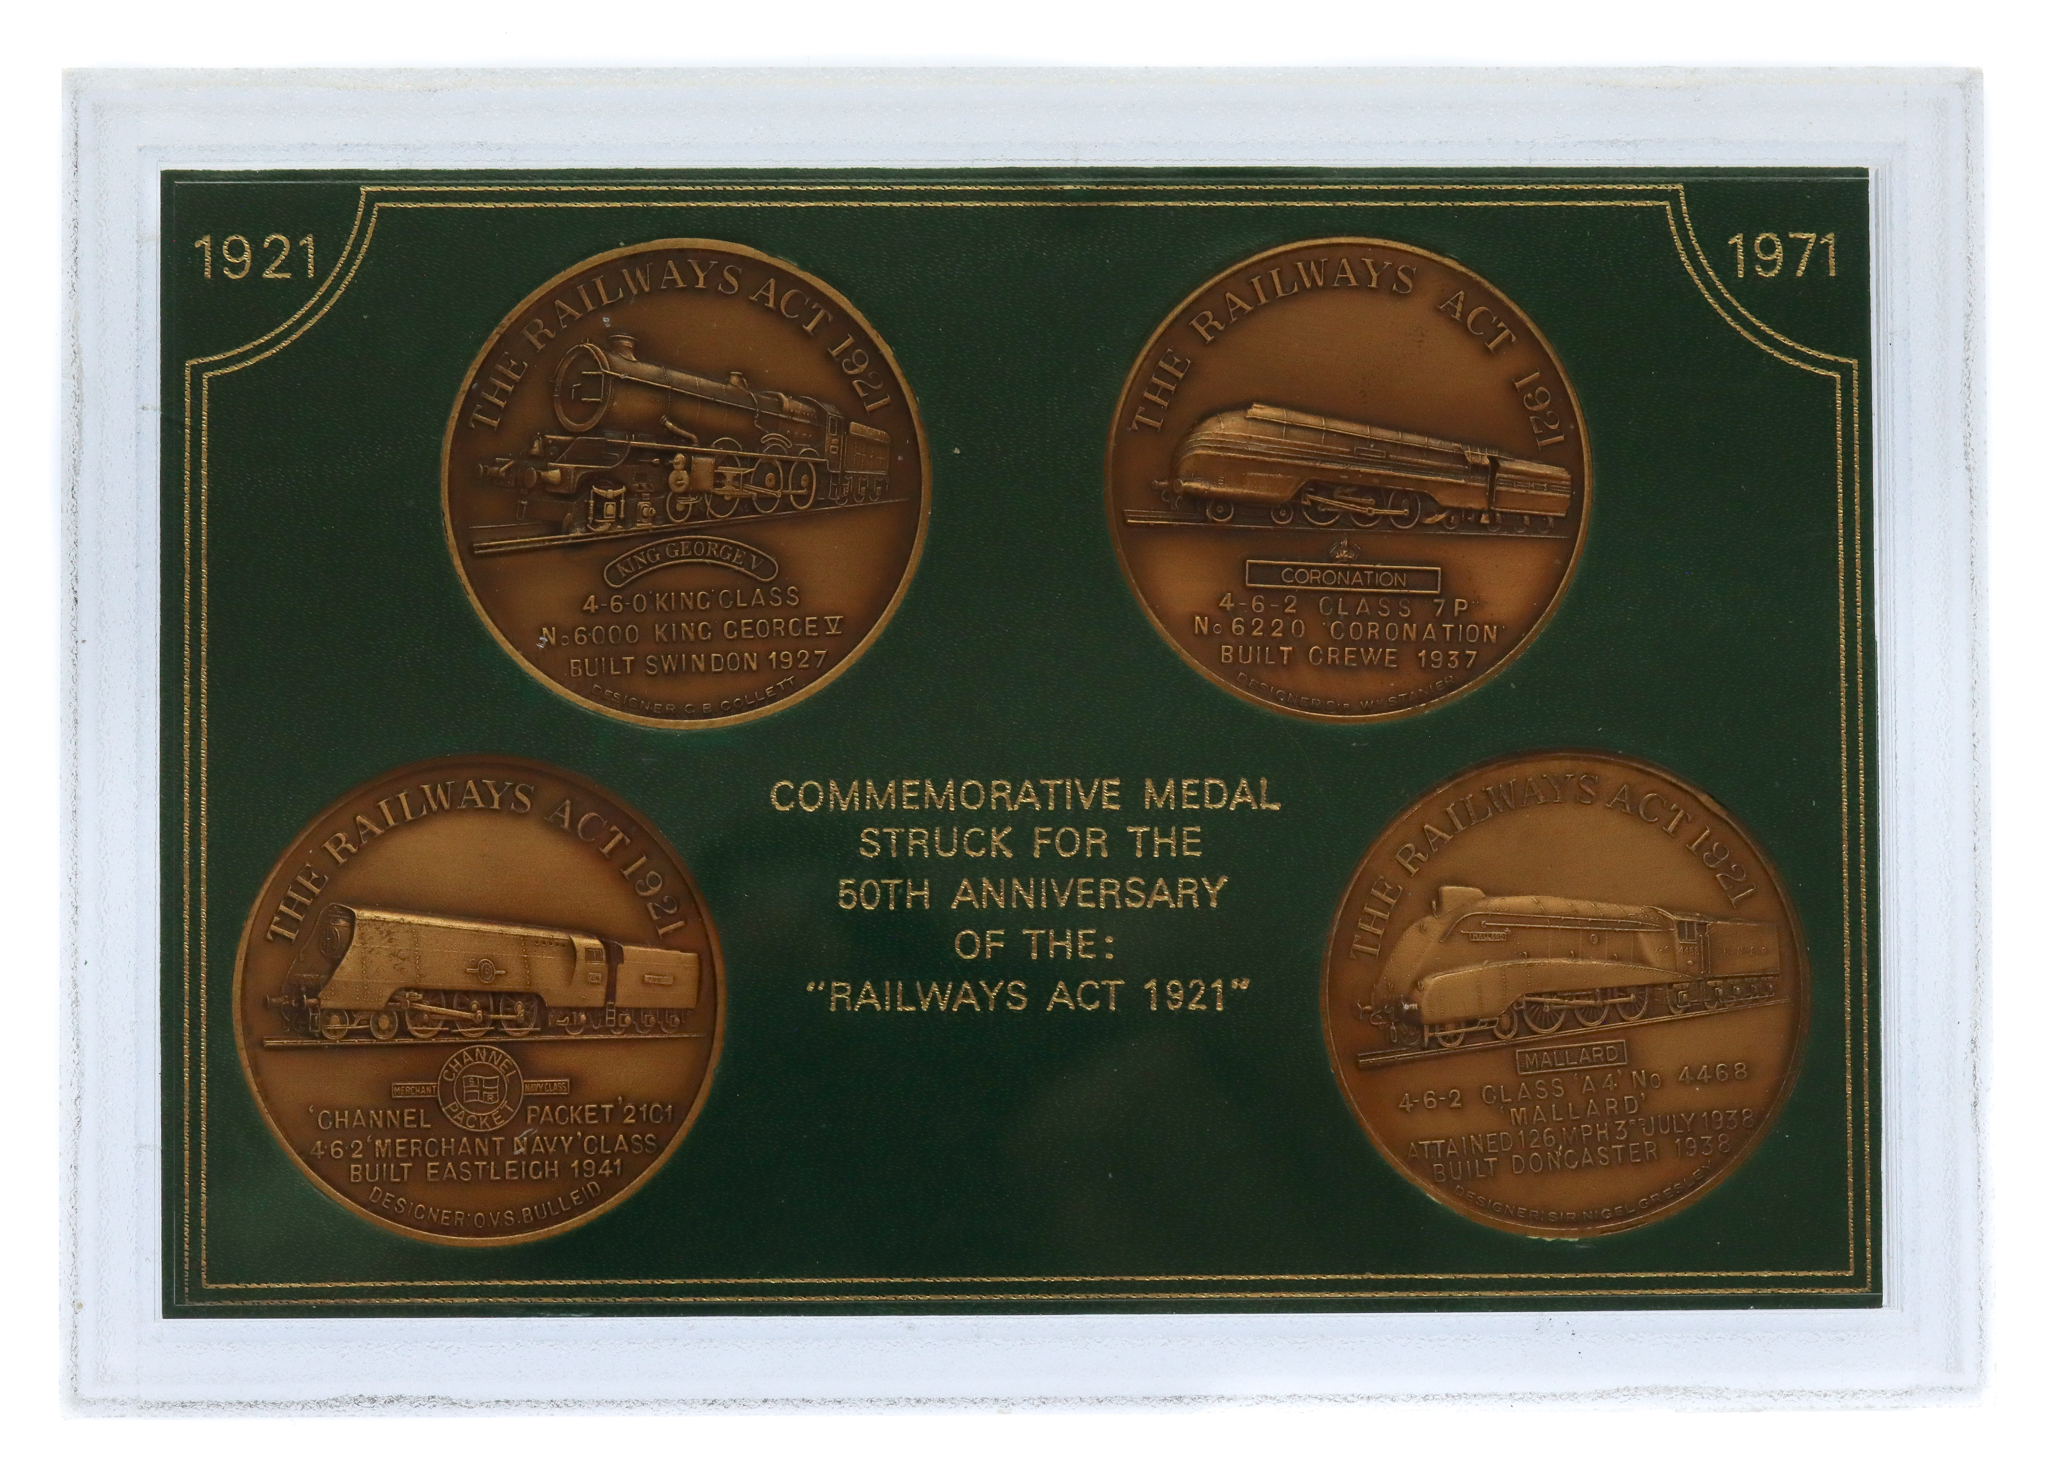 1921
1971
THE RAILWAYS ACT 1921
KING GEORGE V
4-6-0 'KING' CLASS
No 6000 KING GEORGE V
BUILT SWINDON 1927
DESIGNER C.B. COLLETT
THE RAILWAYS ACT 1921
CORONATION
4-6-2 CLASS 7P
No 6220 'CORONATION'
BUILT CREWE 1937
DESIGNER Sir W. STANIER
THE RAILWAYS ACT 1921
CHANNEL
MERCHANT NAVY CLASS
PACKET
'CHANNEL PACKET' 21C1
4-6-2 'MERCHANT NAVY' CLASS
BUILT EASTLEIGH 1941
DESIGNER: O.V.S. BULLEID
COMMEMORATIVE MEDAL
STRUCK FOR THE
50TH ANNIVERSARY
OF THE:
"RAILWAYS ACT 1921"
THE RAILWAYS ACT 1921
MALLARD
4-6-2 CLASS 'A4' No 4468
'MALLARD'
ATTAINED 126 MPH 3rd JULY 1938
BUILT DONCASTER 1938
DESIGNER: SIR NIGEL GRESLEY